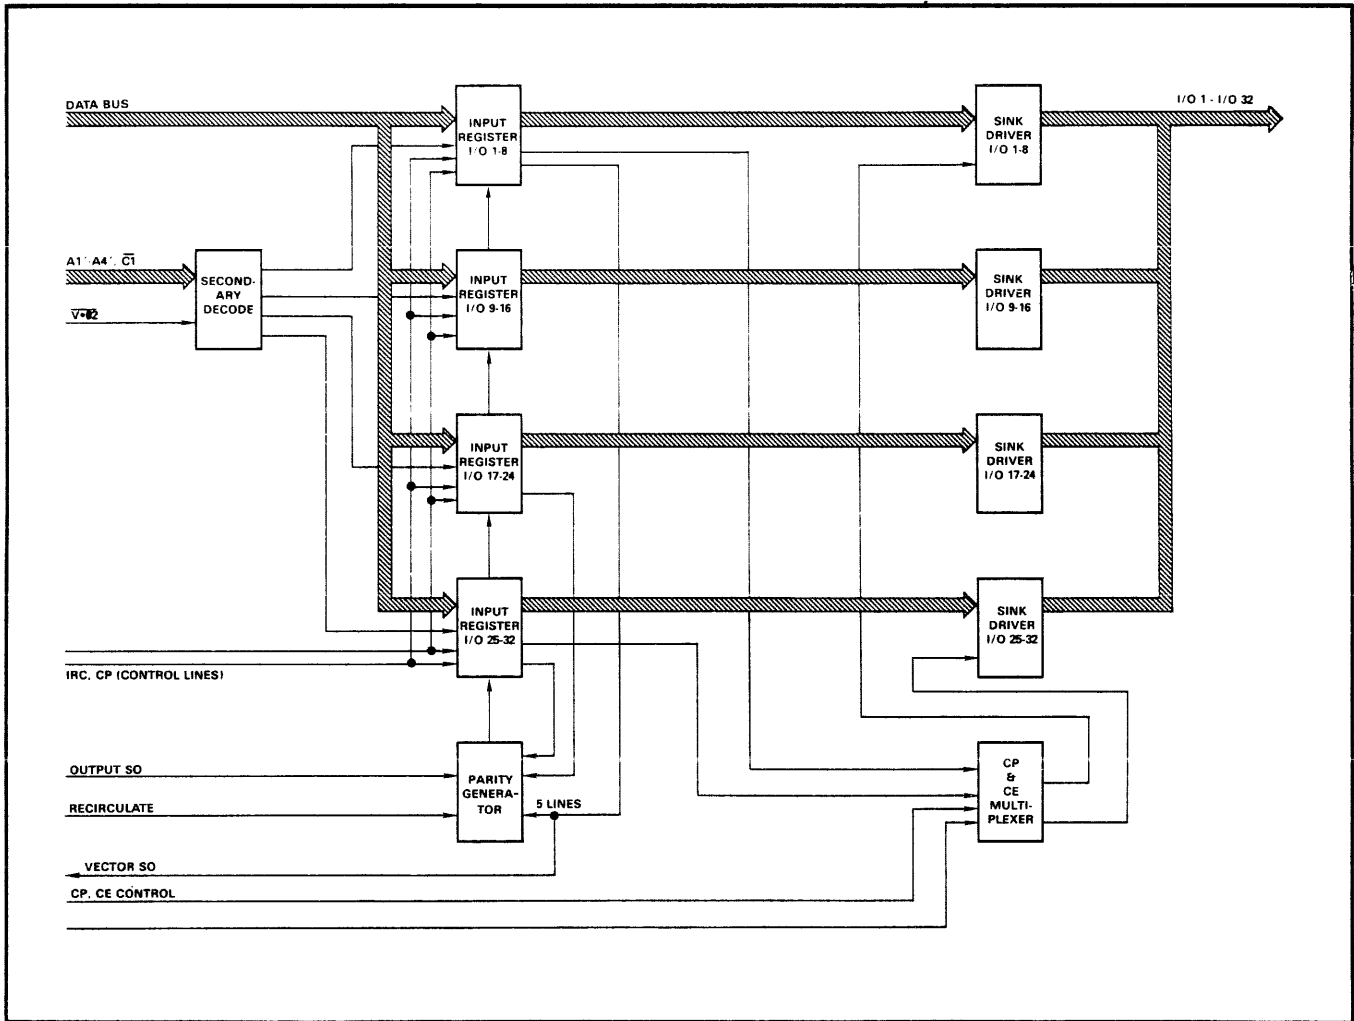 DATA BUS
INPUT
REGISTER
I/O 1-8
SINK
DRIVER
I/O 1-8
I/O 1 - I/O 32
A1'-A4', C̅1̅
SECOND-
ARY
DECODE
INPUT
REGISTER
I/O 9-16
SINK
DRIVER
I/O 9-16
INPUT
REGISTER
I/O 17-24
SINK
DRIVER
I/O 17-24
INPUT
REGISTER
I/O 25-32
SINK
DRIVER
I/O 25-32
IRC, CP (CONTROL LINES)
OUTPUT SO
RECIRCULATE
PARITY
GENERA-
TOR
5 LINES
CP
&
CE
MULTI-
PLEXER
VECTOR SO
CP, CE CONTROL